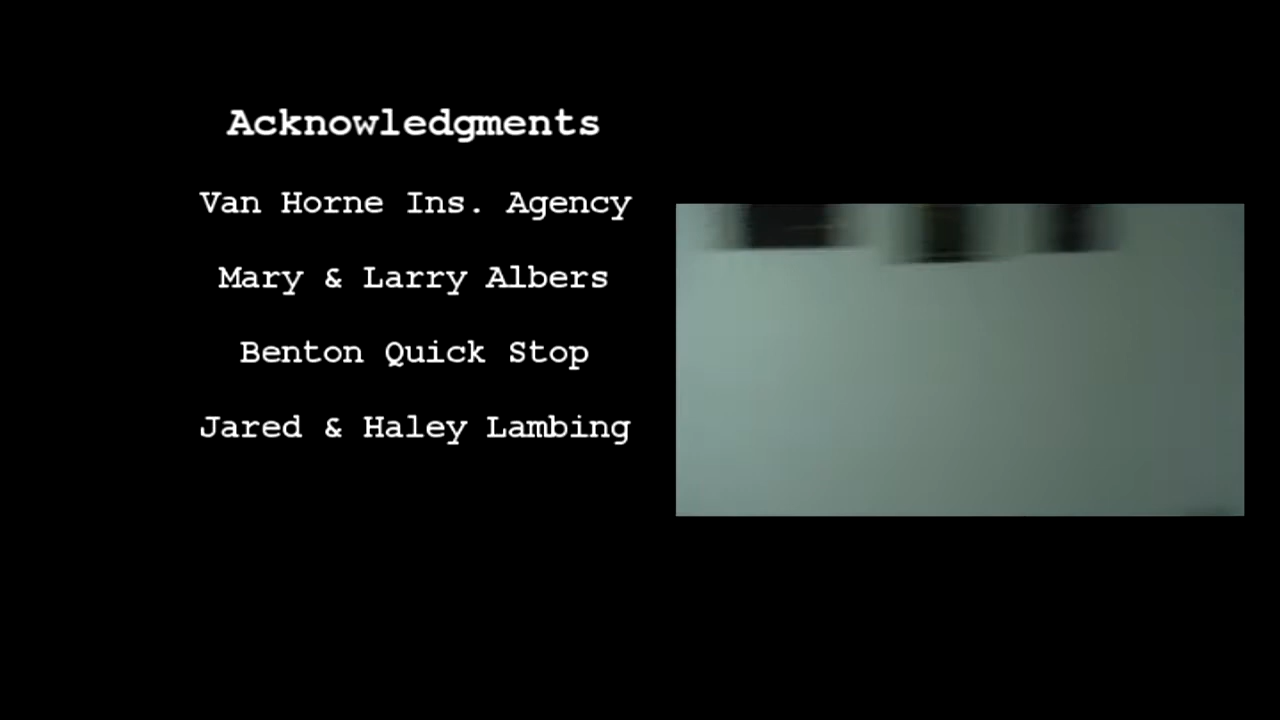 Acknowledgments
Van Horne Ins. Agency
Mary & Larry Albers
Benton Quick Stop
Jared & Haley Lambing